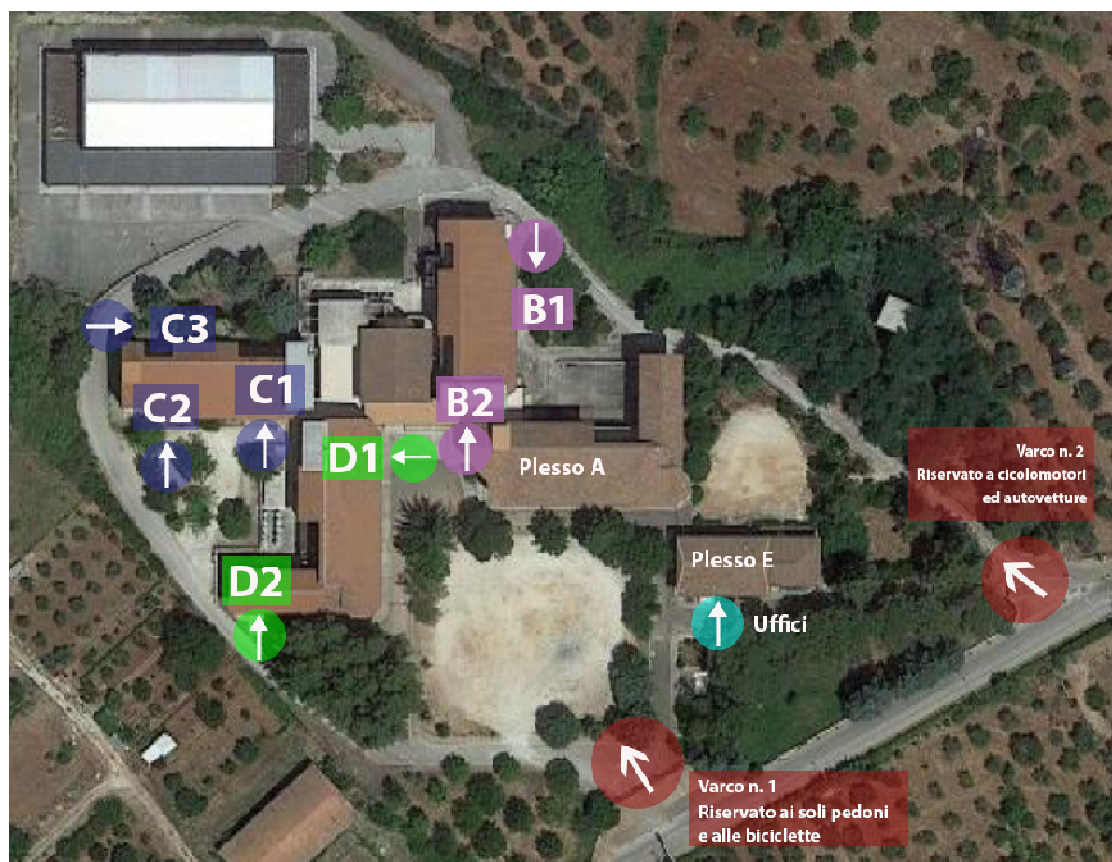 B1
C3
C1
C2
B2
D1
Plesso A
Varco n. 2
Riservato a cicolomotori
ed autovetture
Plesso E
D2
Uffici
Varco n. 1
Riservato ai soli pedoni
e alle biciclette